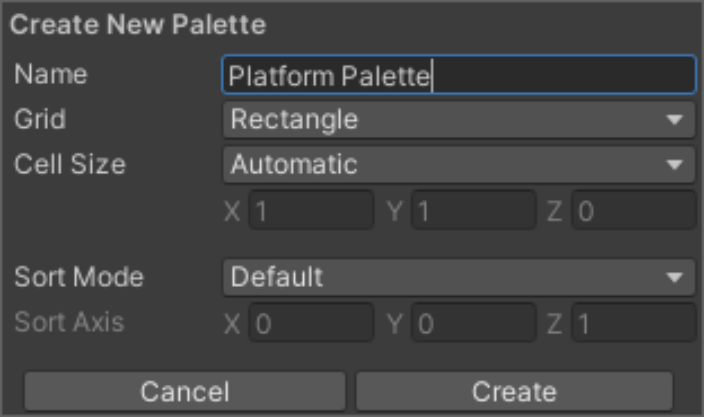 Create New Palette
Name Platform Palette
Grid Rectangle
Cell Size Automatic
X 1 Y 1 Z 0
Sort Mode Default
Sort Axis X 0 Y 0 Z 1
Cancel Create